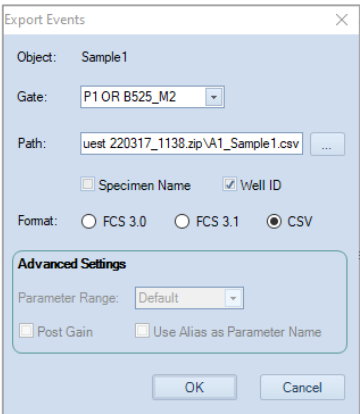 Export Events
Object: Sample1
Gate: P1 OR B525_M2
Path: uest 220317_1138.zip\A1_Sample1.csv ...
Specimen Name Well ID
Format: FCS 3.0 FCS 3.1 CSV
Advanced Settings
Parameter Range: Default
Post Gain Use Alias as Parameter Name
OK Cancel